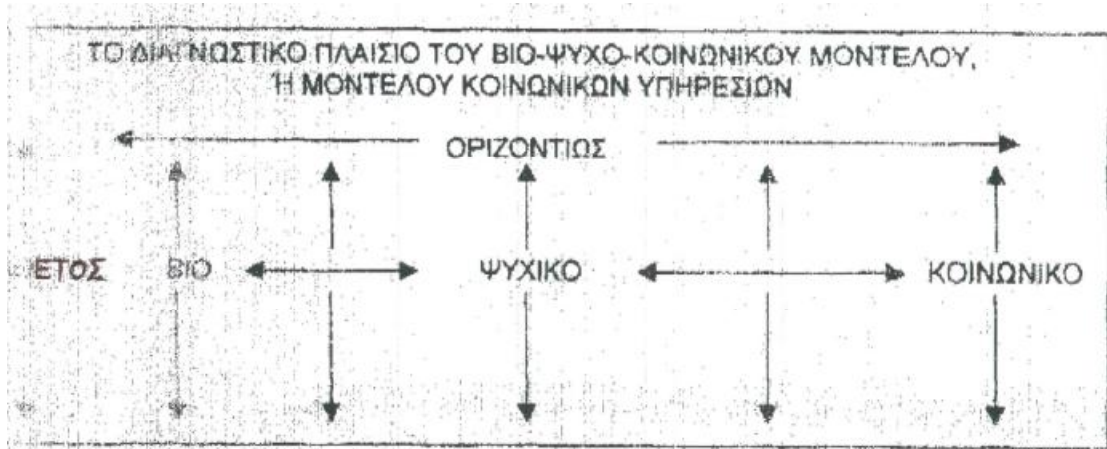 ΤΟ ΔΙΑΓΝΩΣΤΙΚΟ ΠΛΑΙΣΙΟ ΤΟΥ ΒΙΟ-ΨΥΧΟ-ΚΟΙΝΩΝΙΚΟΥ ΜΟΝΤΕΛΟΥ,
Ή ΜΟΝΤΕΛΟΥ ΚΟΙΝΩΝΙΚΩΝ ΥΠΗΡΕΣΙΩΝ
ΟΡΙΖΟΝΤΙΩΣ
ΕΤΟΣ ΒΙΟ ΨΥΧΙΚΟ ΚΟΙΝΩΝΙΚΟ